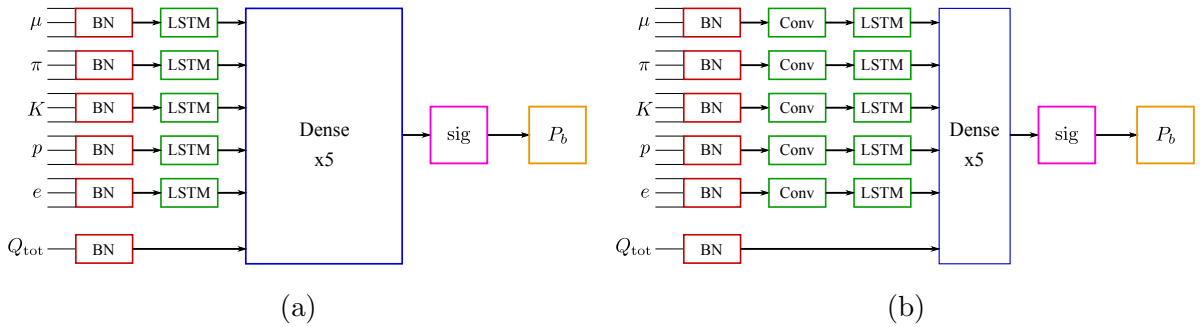 μ BN LSTM
π BN LSTM
K BN LSTM
p BN LSTM
e BN LSTM
Q_tot BN
Dense
x5
sig
P_b
(a)
μ BN Conv LSTM
π BN Conv LSTM
K BN Conv LSTM
p BN Conv LSTM
e BN Conv LSTM
Q_tot BN
Dense
x5
sig
P_b
(b)